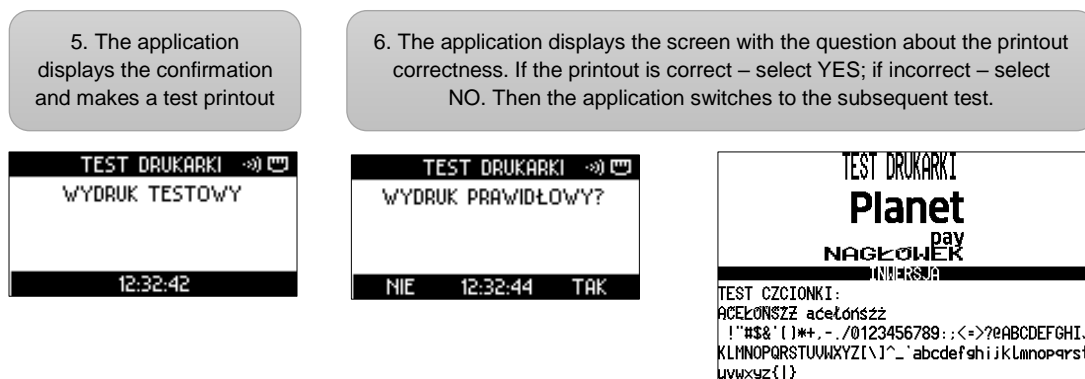 5. The application
displays the confirmation
and makes a test printout
6. The application displays the screen with the question about the printout
correctness. If the printout is correct – select YES; if incorrect – select
NO. Then the application switches to the subsequent test.
TEST DRUKARKI
WYDRUK TESTOWY
12:32:42
TEST DRUKARKI
WYDRUK PRAWIDŁOWY?
NIE 12:32:44 TAK
TEST DRUKARKI
Planet
pay
NAGŁÓWEK
INWERSJA
TEST CZCIONKI:
ĄĆĘŁÓŃŚŻŹ ąćęłóńśżź
!"#$&'()*+,-./0123456789:;<=>?@ABCDEFGHIJ
KLMNOPQRSTUVWXYZ[\]^_`abcdefghijklmnopqrst
uvwxyz{|}